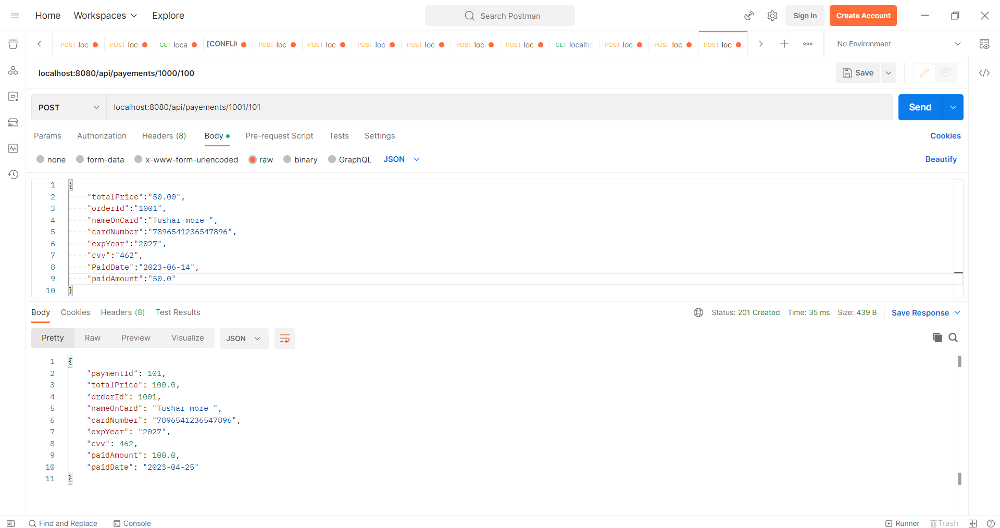 Home Workspaces Explore Search Postman Sign In Create Account
POST loc POST loc GET loca [CONFLI POST loc POST loc POST loc POST loc POST loc POST loc GET localho POST loc POST loc POST loc No Environment
localhost:8080/api/payements/1000/100 Save
POST localhost:8080/api/payements/1001/101 Send
Params Authorization Headers (8) Body Pre-request Script Tests Settings Cookies
none form-data x-www-form-urlencoded raw binary GraphQL JSON Beautify
1 {
2 "totalPrice":"50.00",
3 "orderId":"1001",
4 "nameOnCard":"Tushar more ",
5 "cardNumber":"7896541236547896",
6 "expYear":"2027",
7 "cvv":"462",
8 "PaidDate":"2023-06-14",
9 "paidAmount":"50.0"
10 }
Body Cookies Headers (8) Test Results Status: 201 Created Time: 35 ms Size: 439 B Save Response
Pretty Raw Preview Visualize JSON
1 {
2 "paymentId": 101,
3 "totalPrice": 100.0,
4 "orderId": 1001,
5 "nameOnCard": "Tushar more ",
6 "cardNumber": "7896541236547896",
7 "expYear": "2027",
8 "cvv": 462,
9 "paidAmount": 100.0,
10 "paidDate": "2023-04-25"
11 }
Find and Replace Console Runner Trash